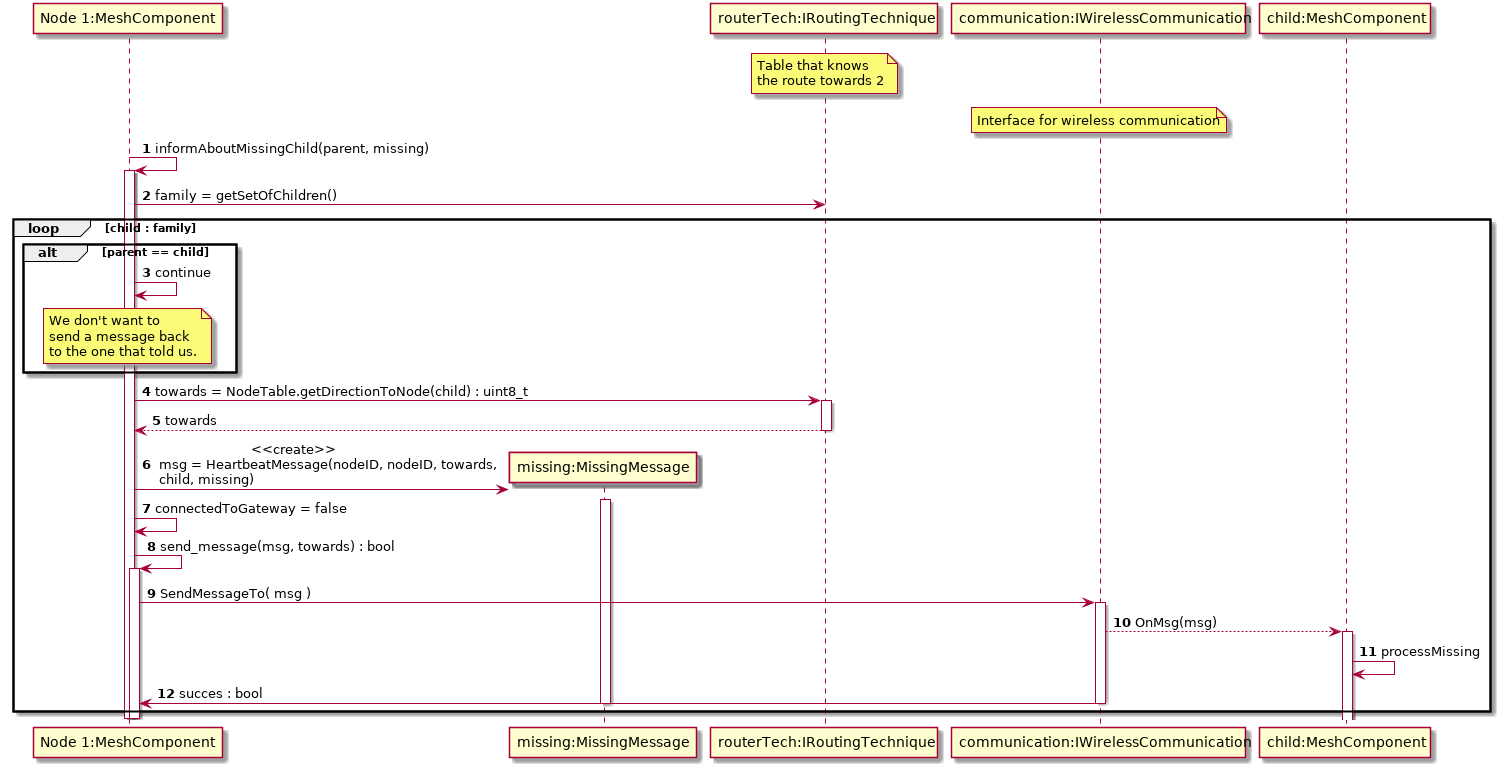 Node 1:MeshComponent
routerTech:IRoutingTechnique
communication:IWirelessCommunication
child:MeshComponent
Table that knows
the route towards 2
Interface for wireless communication
1 informAboutMissingChild(parent, missing)
2 family = getSetOfChildren()
loop [child : family]
alt [parent == child]
3 continue
We don't want to
send a message back
to the one that told us.
4 towards = NodeTable.getDirectionToNode(child) : uint8_t
5 towards
<<create>>
6 msg = HeartbeatMessage(nodeID, nodeID, towards,
child, missing)
missing:MissingMessage
7 connectedToGateway = false
8 send_message(msg, towards) : bool
9 SendMessageTo( msg )
10 OnMsg(msg)
11 processMissing
12 succes : bool
Node 1:MeshComponent
missing:MissingMessage
routerTech:IRoutingTechnique
communication:IWirelessCommunication
child:MeshComponent